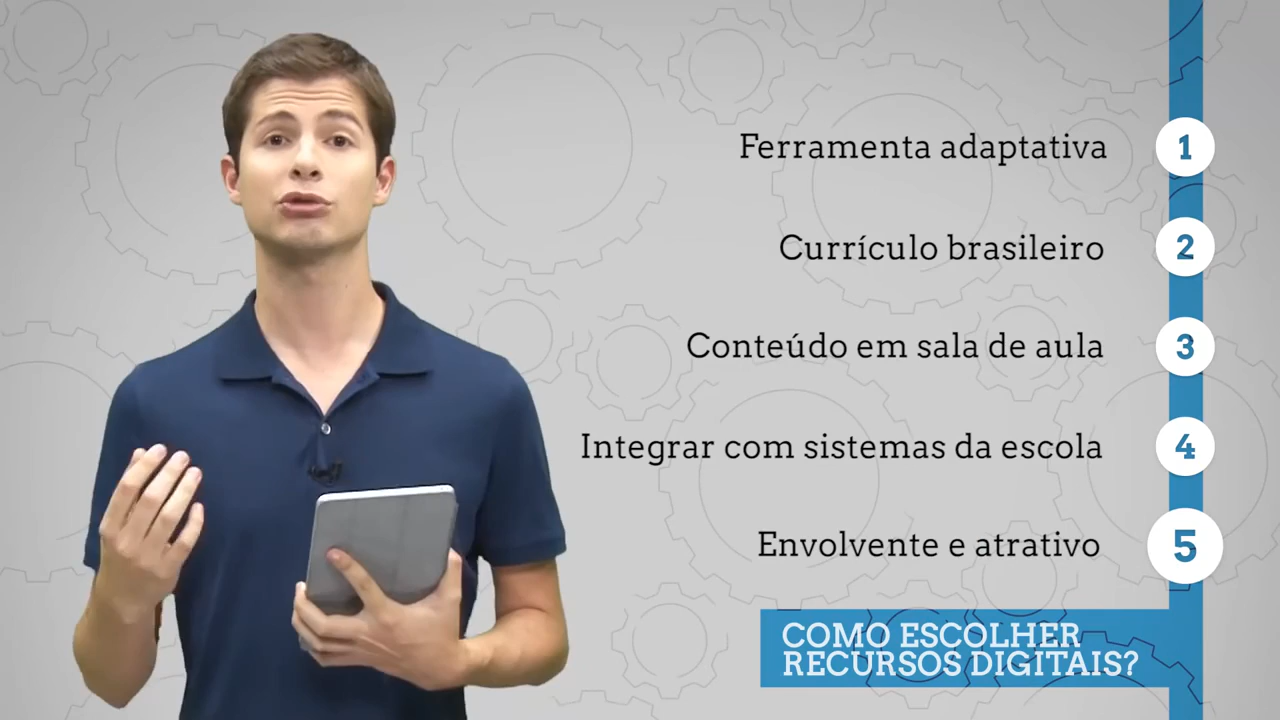 Ferramenta adaptativa 1
Currículo brasileiro 2
Conteúdo em sala de aula 3
Integrar com sistemas da escola 4
Envolvente e atrativo 5
COMO ESCOLHER
RECURSOS DIGITAIS?